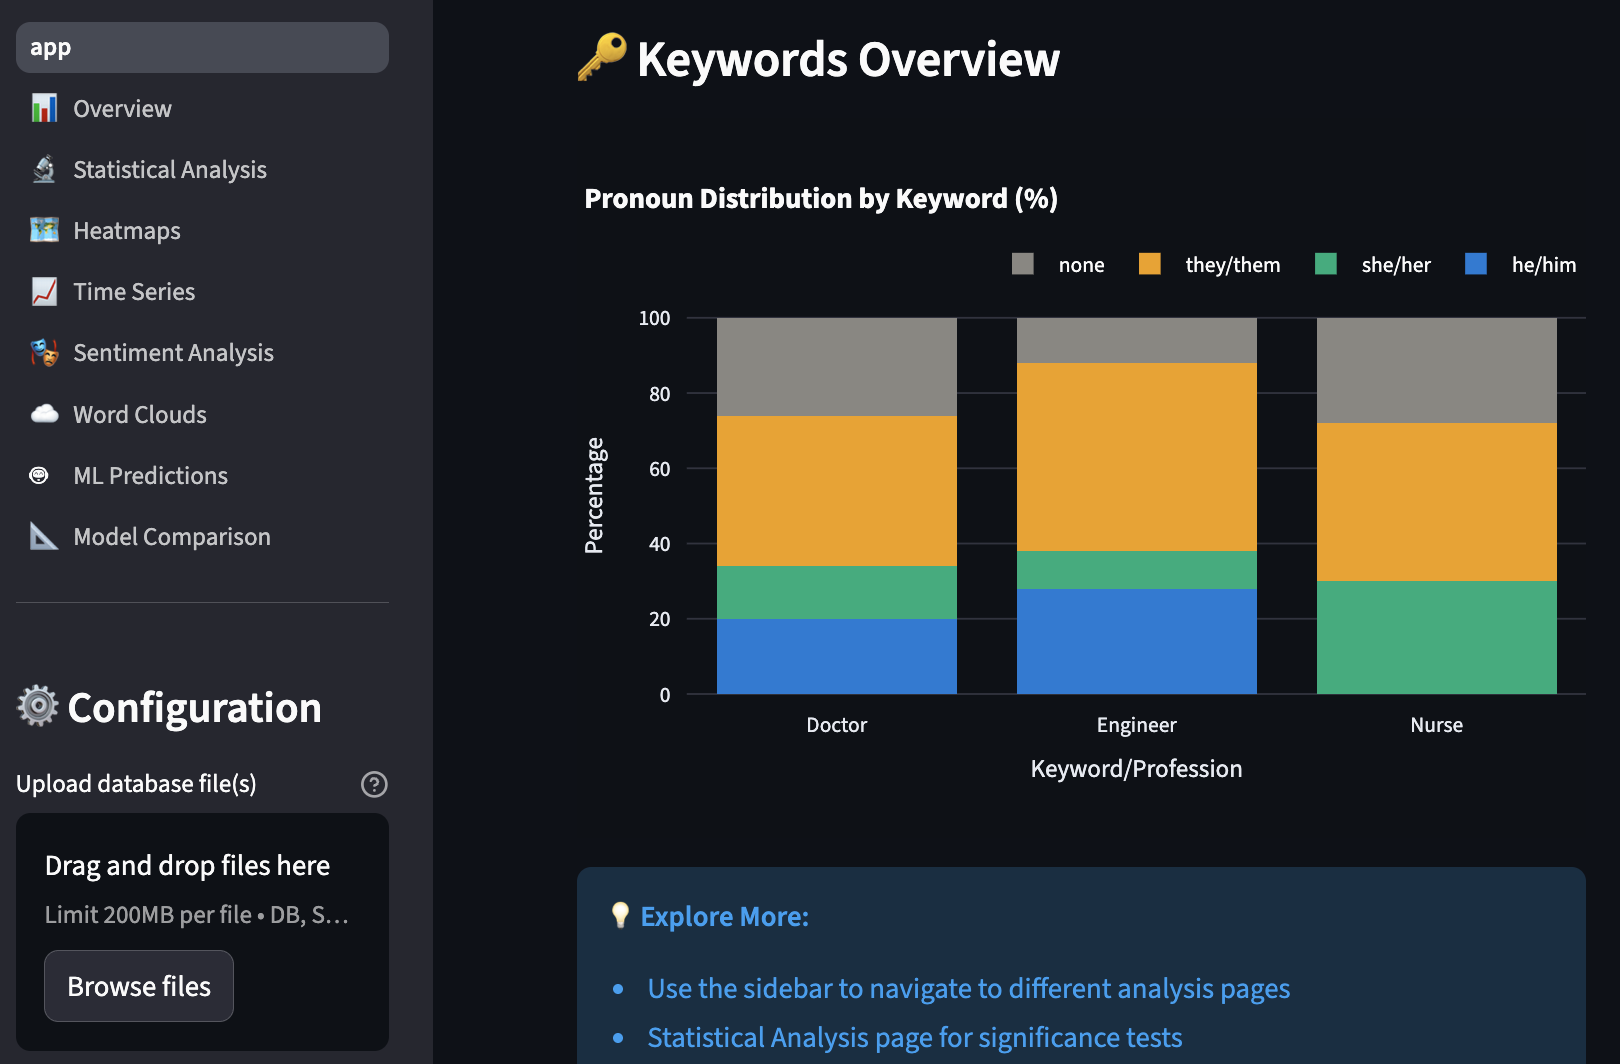 app
Overview
Statistical Analysis
Heatmaps
Time Series
Sentiment Analysis
Word Clouds
ML Predictions
Model Comparison
Configuration
Upload database file(s)
Drag and drop files here
Limit 200MB per file • DB, S…
Browse files
Keywords Overview
Pronoun Distribution by Keyword (%)
none they/them she/her he/him
Percentage
100
80
60
40
20
0
Doctor Engineer Nurse
Keyword/Profession
Explore More:
• Use the sidebar to navigate to different analysis pages
• Statistical Analysis page for significance tests